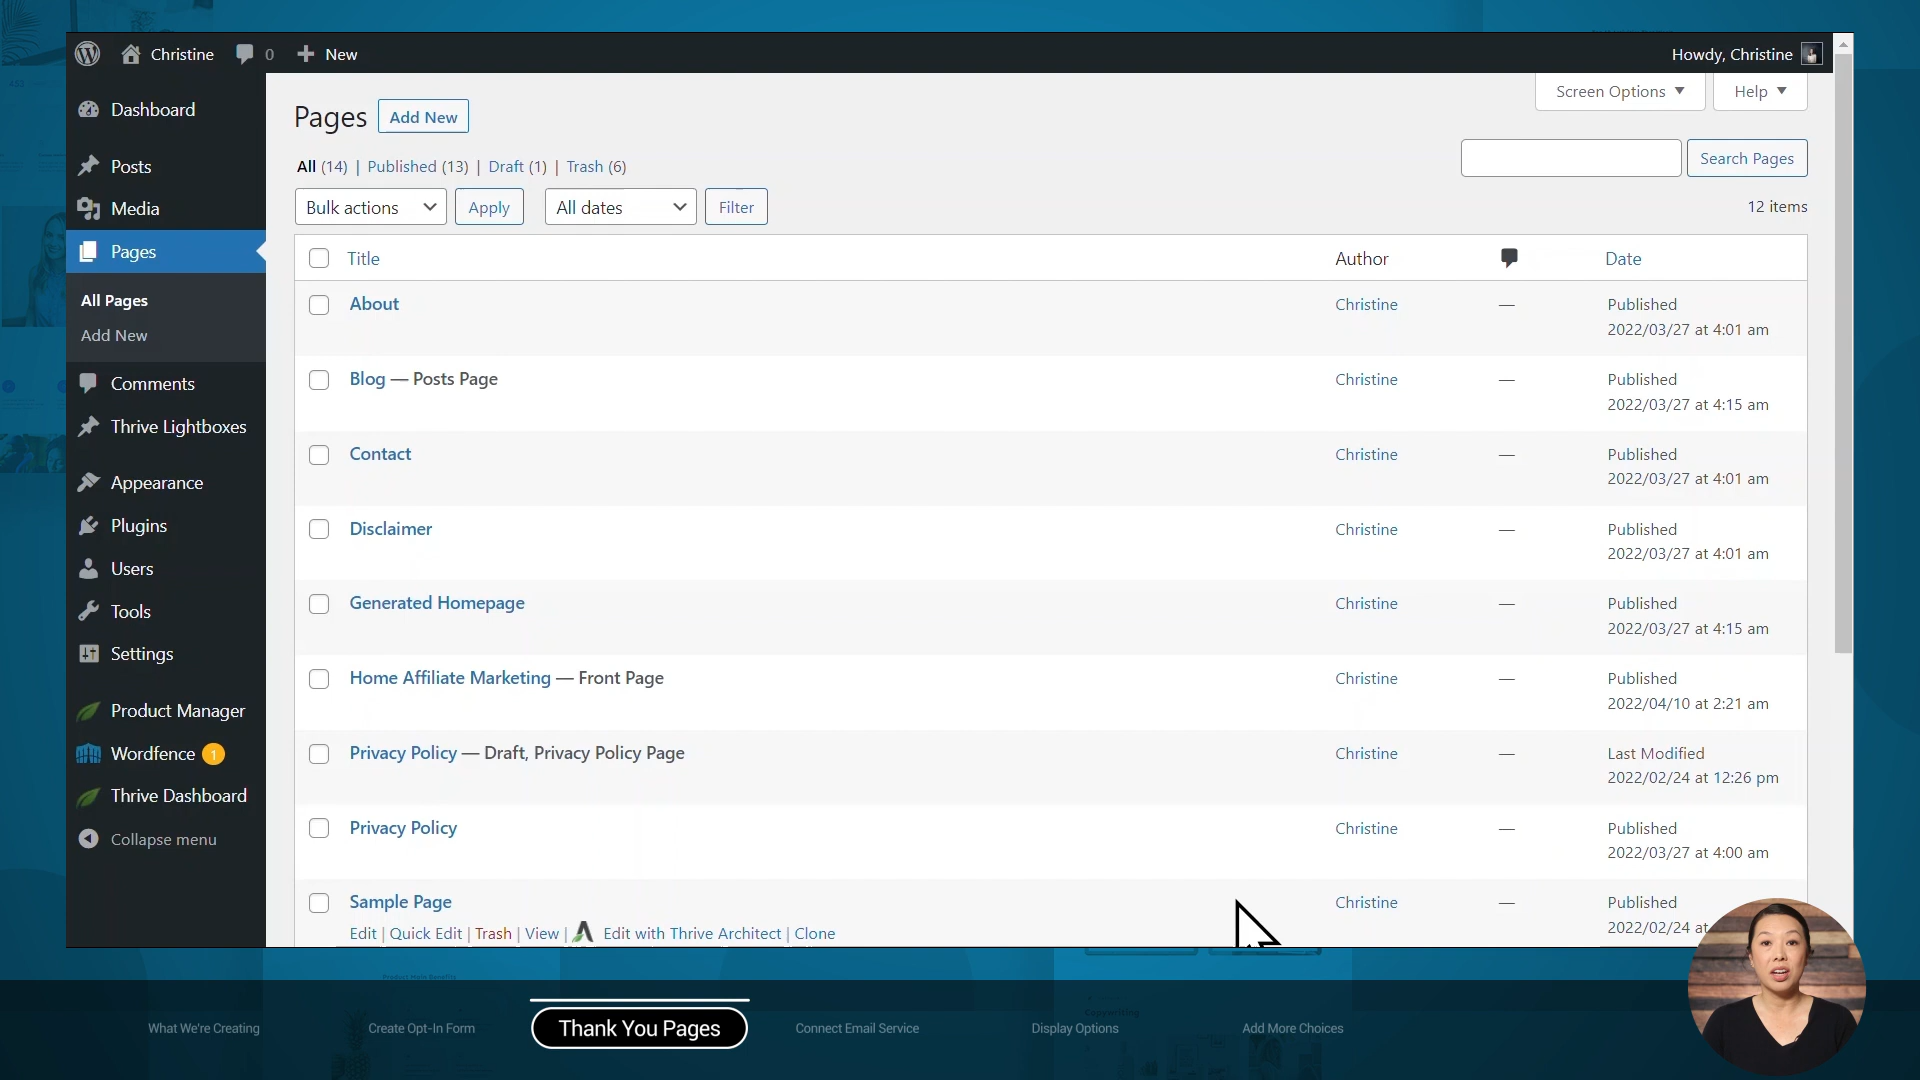 Christine 0 New Howdy, Christine
Screen Options Help
Dashboard
Posts
Media
Pages
All Pages
Add New
Comments
Thrive Lightboxes
Appearance
Plugins
Users
Tools
Settings
Product Manager
Wordfence 1
Thrive Dashboard
Collapse menu
Pages Add New
All (14) | Published (13) | Draft (1) | Trash (6)
Search Pages
Bulk actions Apply All dates Filter 12 items
Title Author Date
About Christine — Published
2022/03/27 at 4:01 am
Blog — Posts Page Christine — Published
2022/03/27 at 4:15 am
Contact Christine — Published
2022/03/27 at 4:01 am
Disclaimer Christine — Published
2022/03/27 at 4:01 am
Generated Homepage Christine — Published
2022/03/27 at 4:15 am
Home Affiliate Marketing — Front Page Christine — Published
2022/04/10 at 2:21 am
Privacy Policy — Draft, Privacy Policy Page Christine — Last Modified
2022/02/24 at 12:26 pm
Privacy Policy Christine — Published
2022/03/27 at 4:00 am
Sample Page Christine — Published
Edit | Quick Edit | Trash | View | Edit with Thrive Architect | Clone 2022/02/24 at
What We're Creating Create Opt-In Form Thank You Pages Connect Email Service Display Options Add More Choices